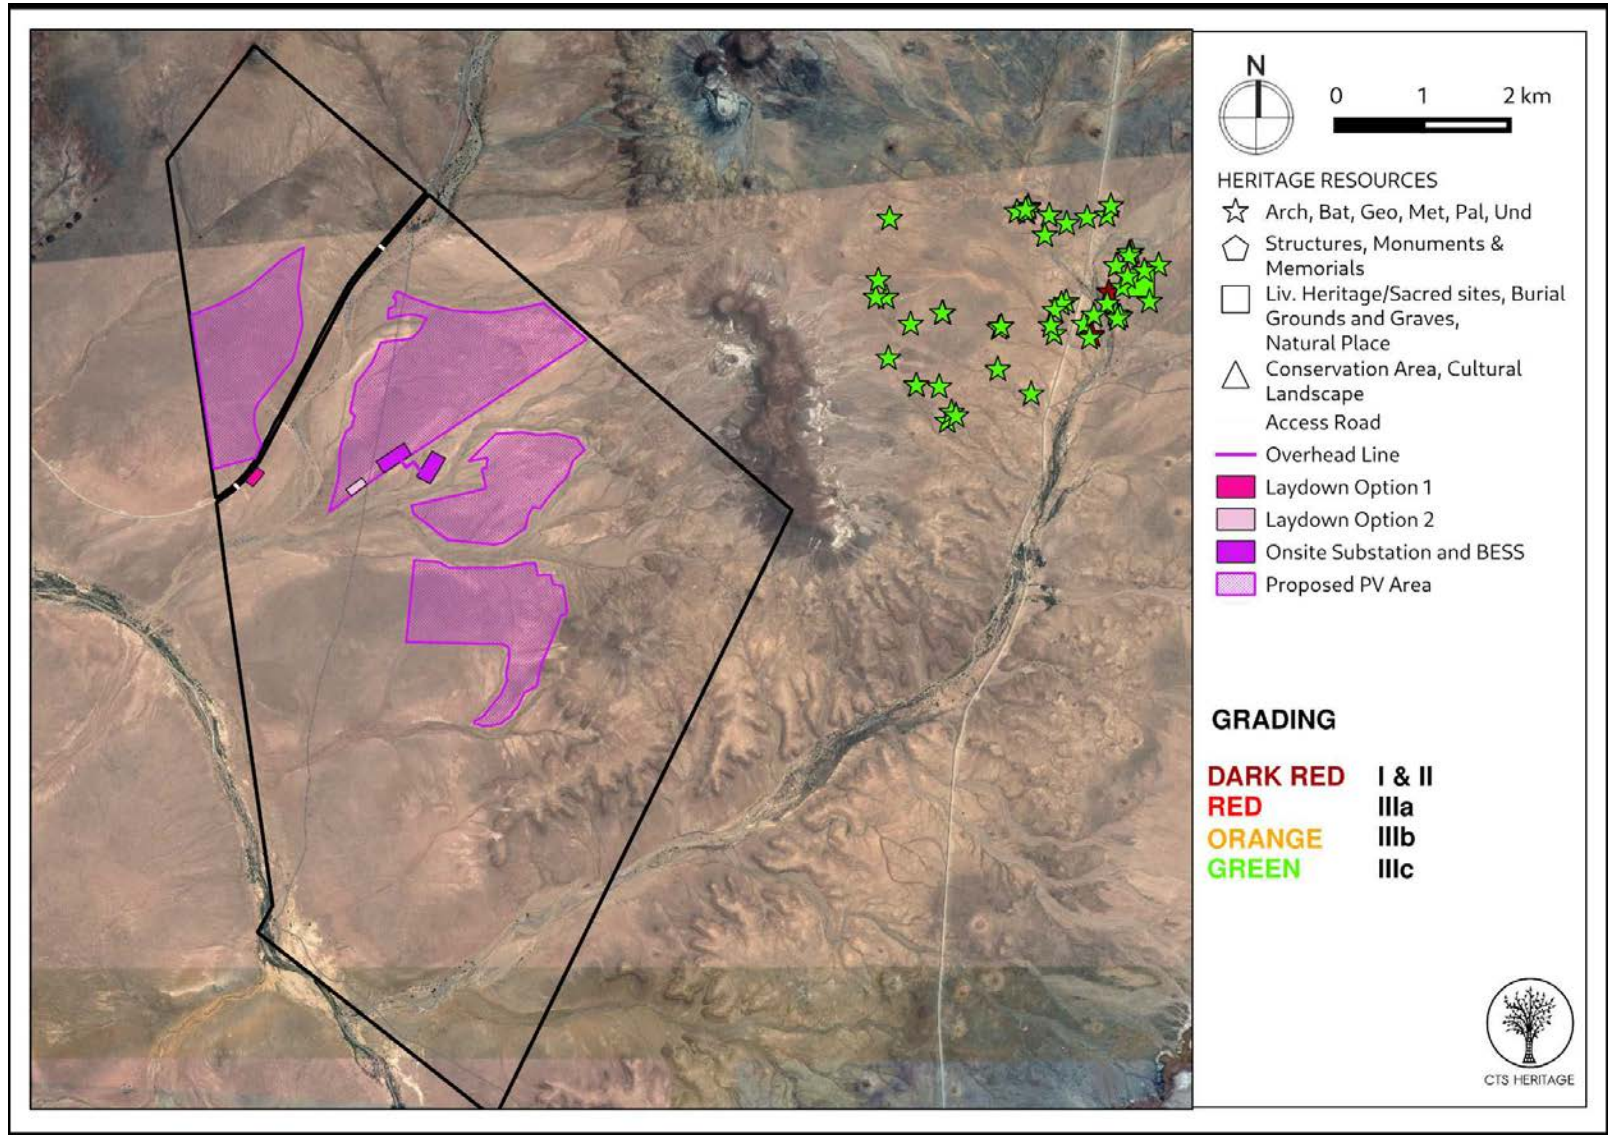 N
0 1 2 km
HERITAGE RESOURCES
Arch, Bat, Geo, Met, Pal, Und
Structures, Monuments &
Memorials
Liv. Heritage/Sacred sites, Burial
Grounds and Graves,
Natural Place
Conservation Area, Cultural
Landscape
Access Road
Overhead Line
Laydown Option 1
Laydown Option 2
Onsite Substation and BESS
Proposed PV Area
GRADING
DARK RED I & II
RED IIIa
ORANGE IIIb
GREEN IIIc
CTS HERITAGE